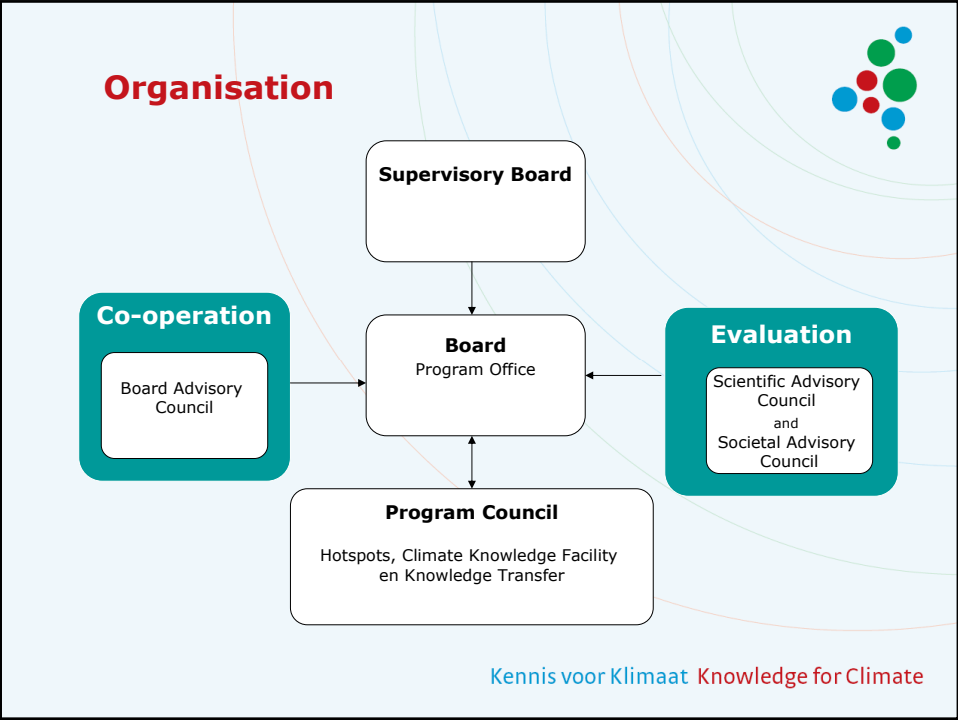 Organisation
Supervisory Board
Co-operation
Board Advisory
Council
Board
Program Office
Evaluation
Scientific Advisory
Council
and
Societal Advisory
Council
Program Council
Hotspots, Climate Knowledge Facility
en Knowledge Transfer
Kennis voor Klimaat Knowledge for Climate